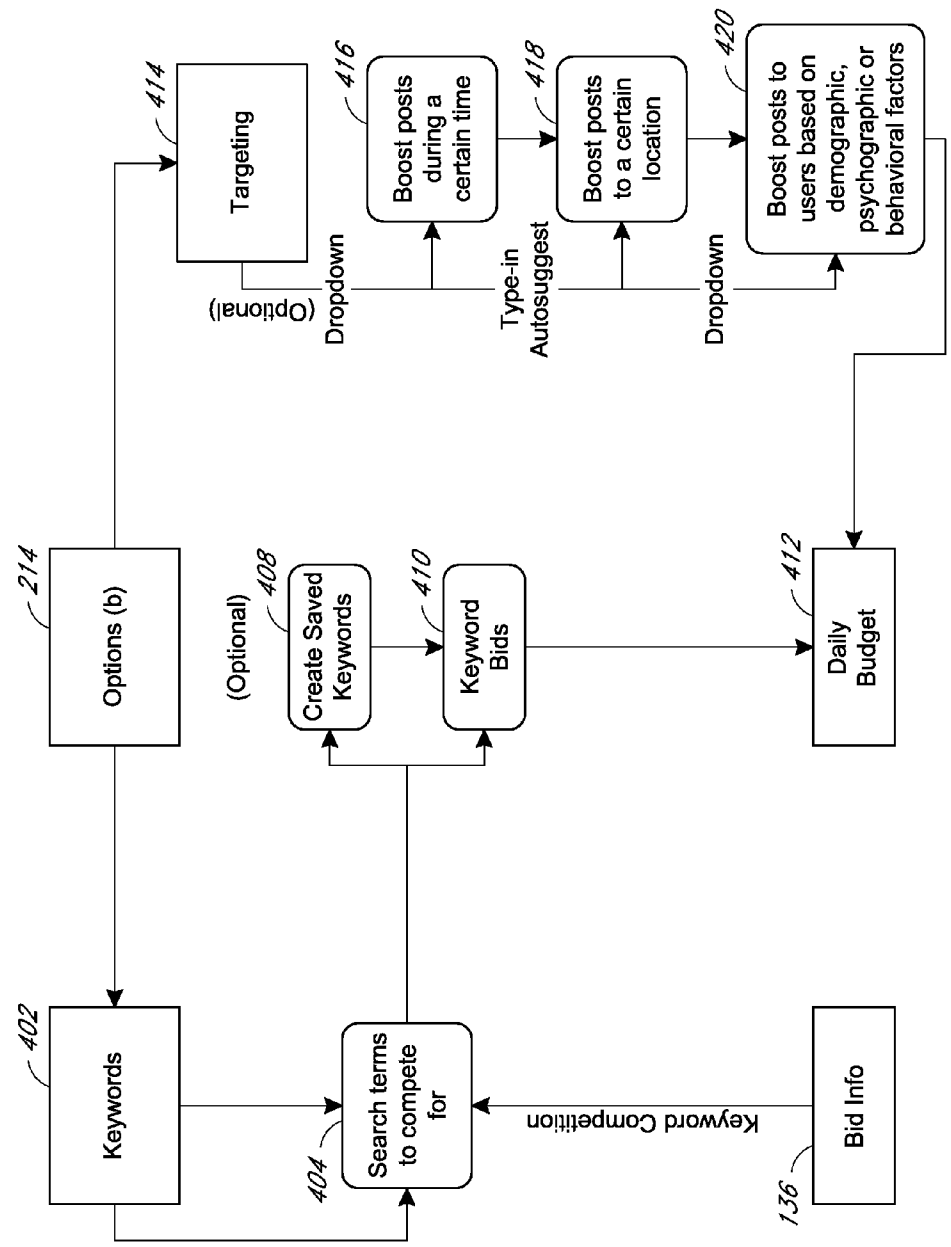 402
Keywords
214
Options (b)
414
Targeting
(Optional)
Dropdown
416
Boost posts
during a
certain time
Type-in
Autosuggest
418
Boost posts
to a certain
location
Dropdown
420
Boost posts to
users based on
demographic,
psychographic or
behavioral factors
404
Search terms
to compete
for
(Optional)
408
Create Saved
Keywords
410
Keyword
Bids
Keyword Competition
136
Bid Info
412
Daily
Budget